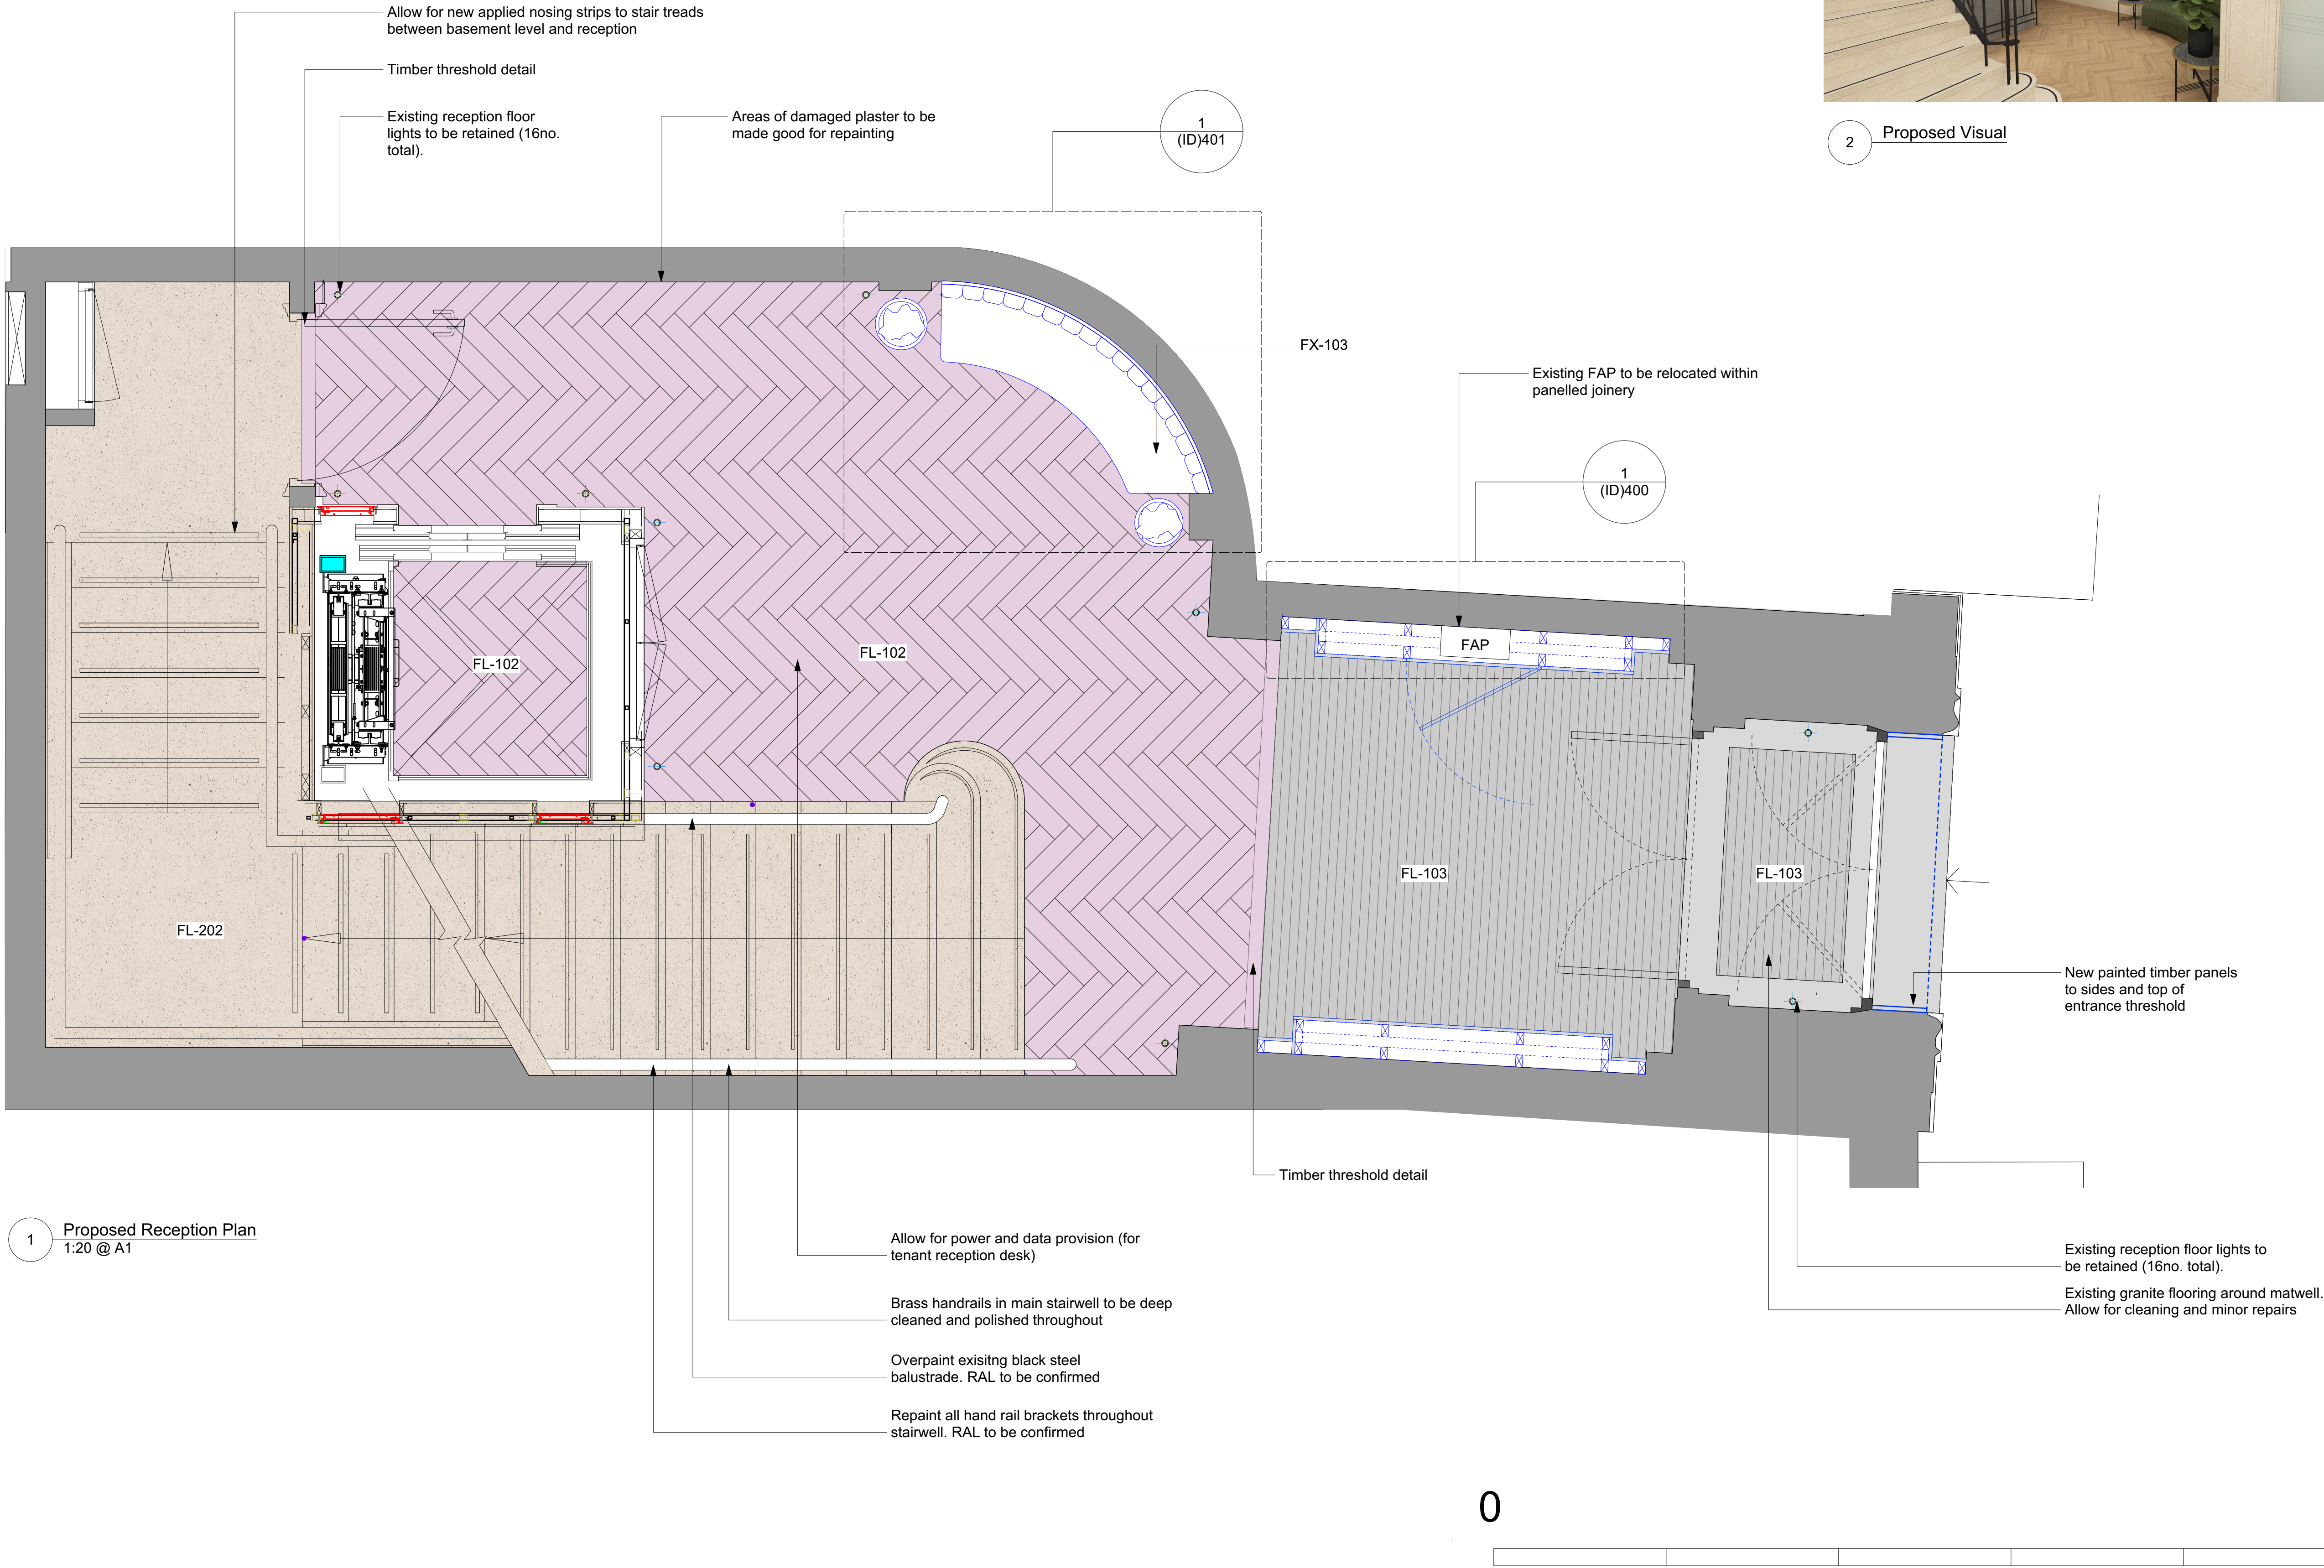 Allow for new applied nosing strips to stair treads
between basement level and reception
Timber threshold detail
Existing reception floor
lights to be retained (16no.
total).
Areas of damaged plaster to be
made good for repainting
1
(ID)401
2
Proposed Visual
FX-103
Existing FAP to be relocated within
panelled joinery
1
(ID)400
FAP
FL-102
FL-102
FL-103
FL-103
FL-202
New painted timber panels
to sides and top of
entrance threshold
Timber threshold detail
1
Proposed Reception Plan
1:20 @ A1
Allow for power and data provision (for
tenant reception desk)
Brass handrails in main stairwell to be deep
cleaned and polished throughout
Overpaint exisitng black steel
balustrade. RAL to be confirmed
Repaint all hand rail brackets throughout
stairwell. RAL to be confirmed
Existing reception floor lights to
be retained (16no. total).
Existing granite flooring around matwell.
Allow for cleaning and minor repairs
0